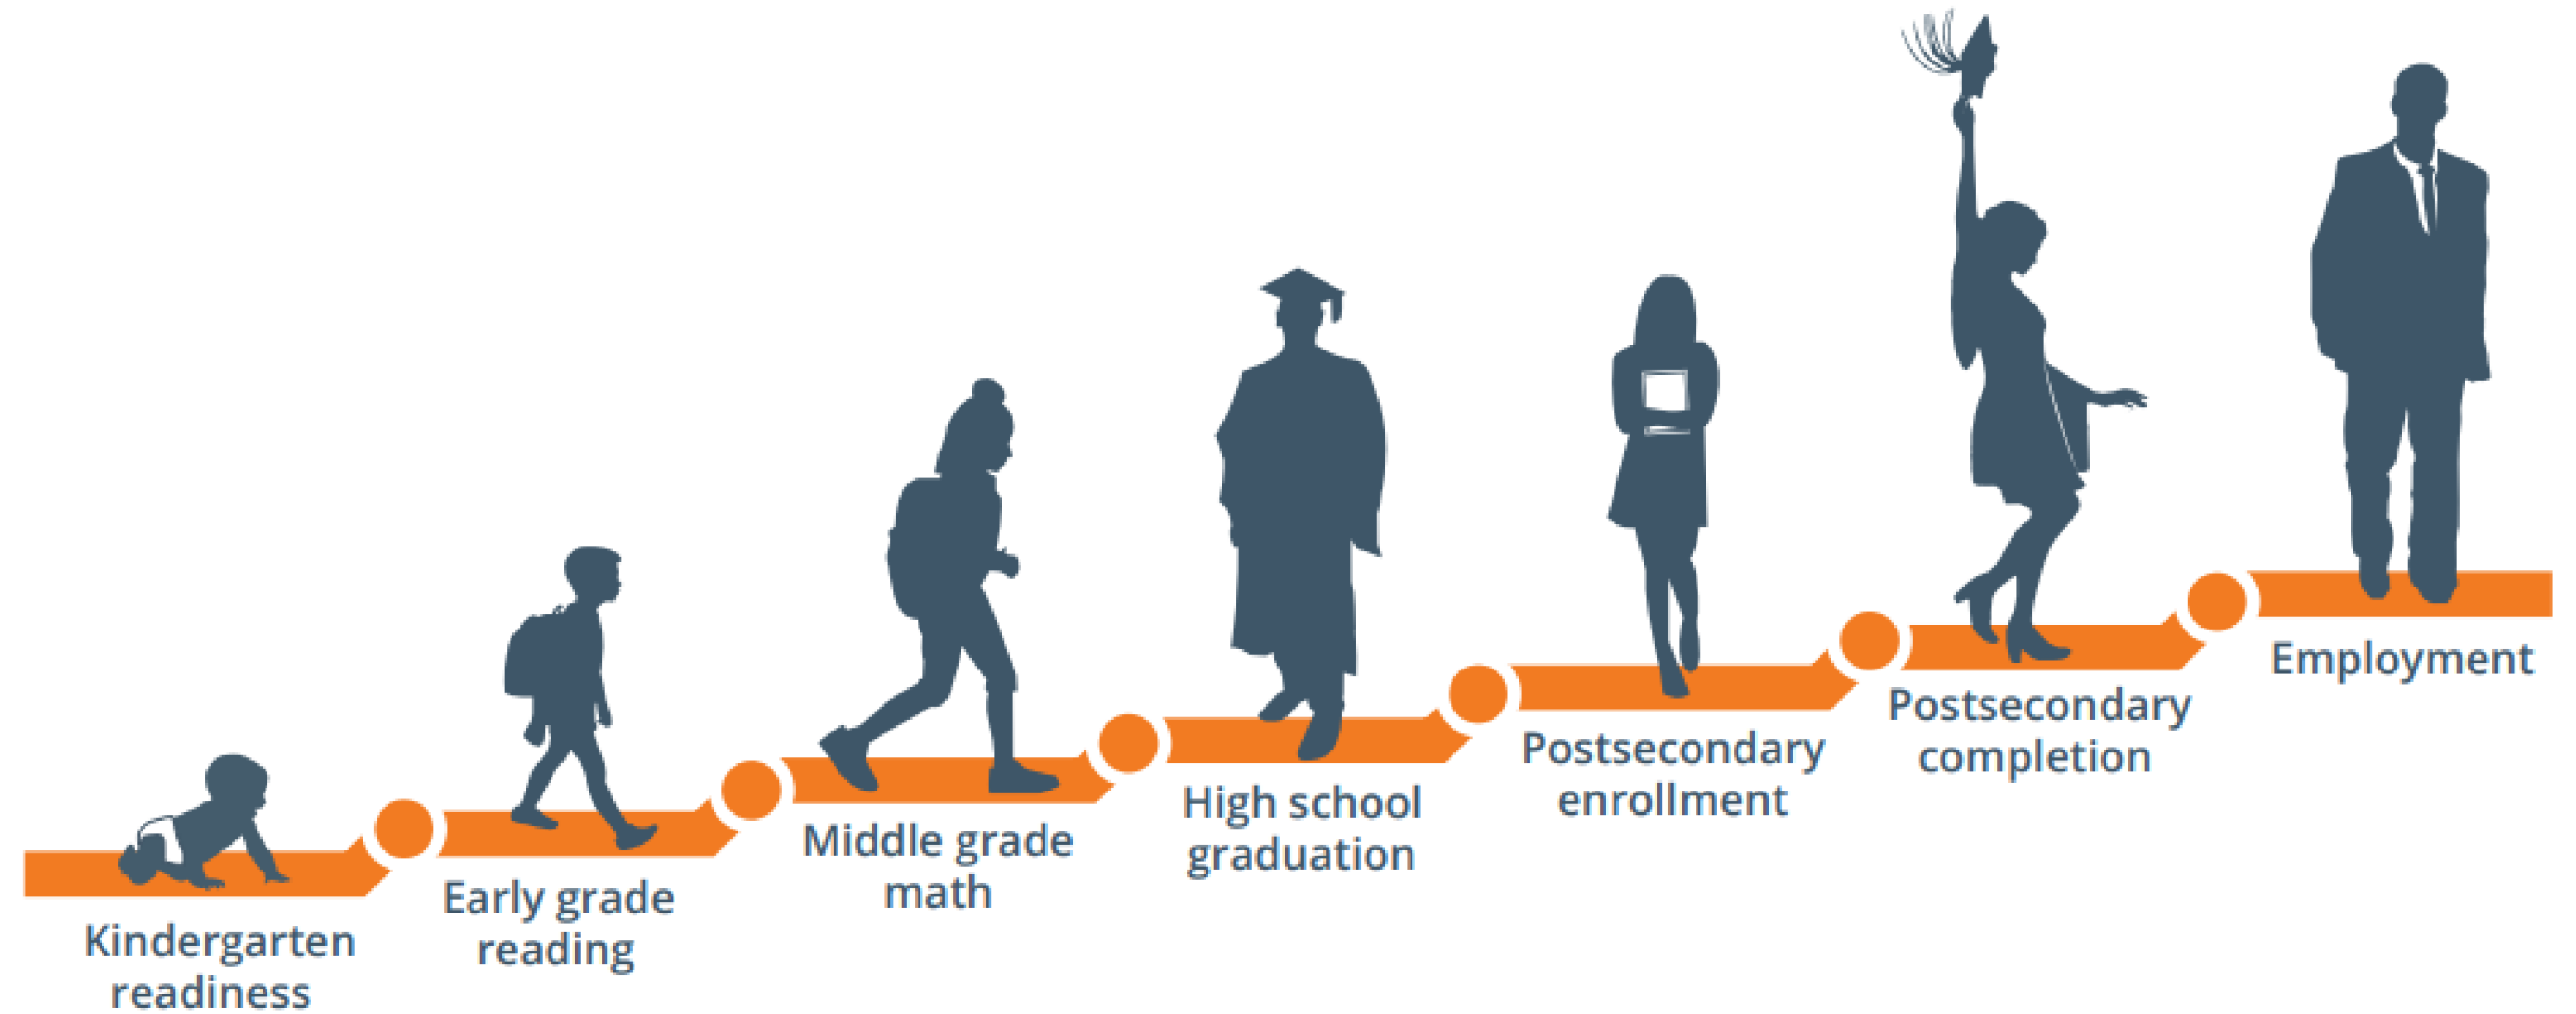 Kindergarten
readiness
Early grade
reading
Middle grade
math
High school
graduation
Postsecondary
enrollment
Postsecondary
completion
Employment